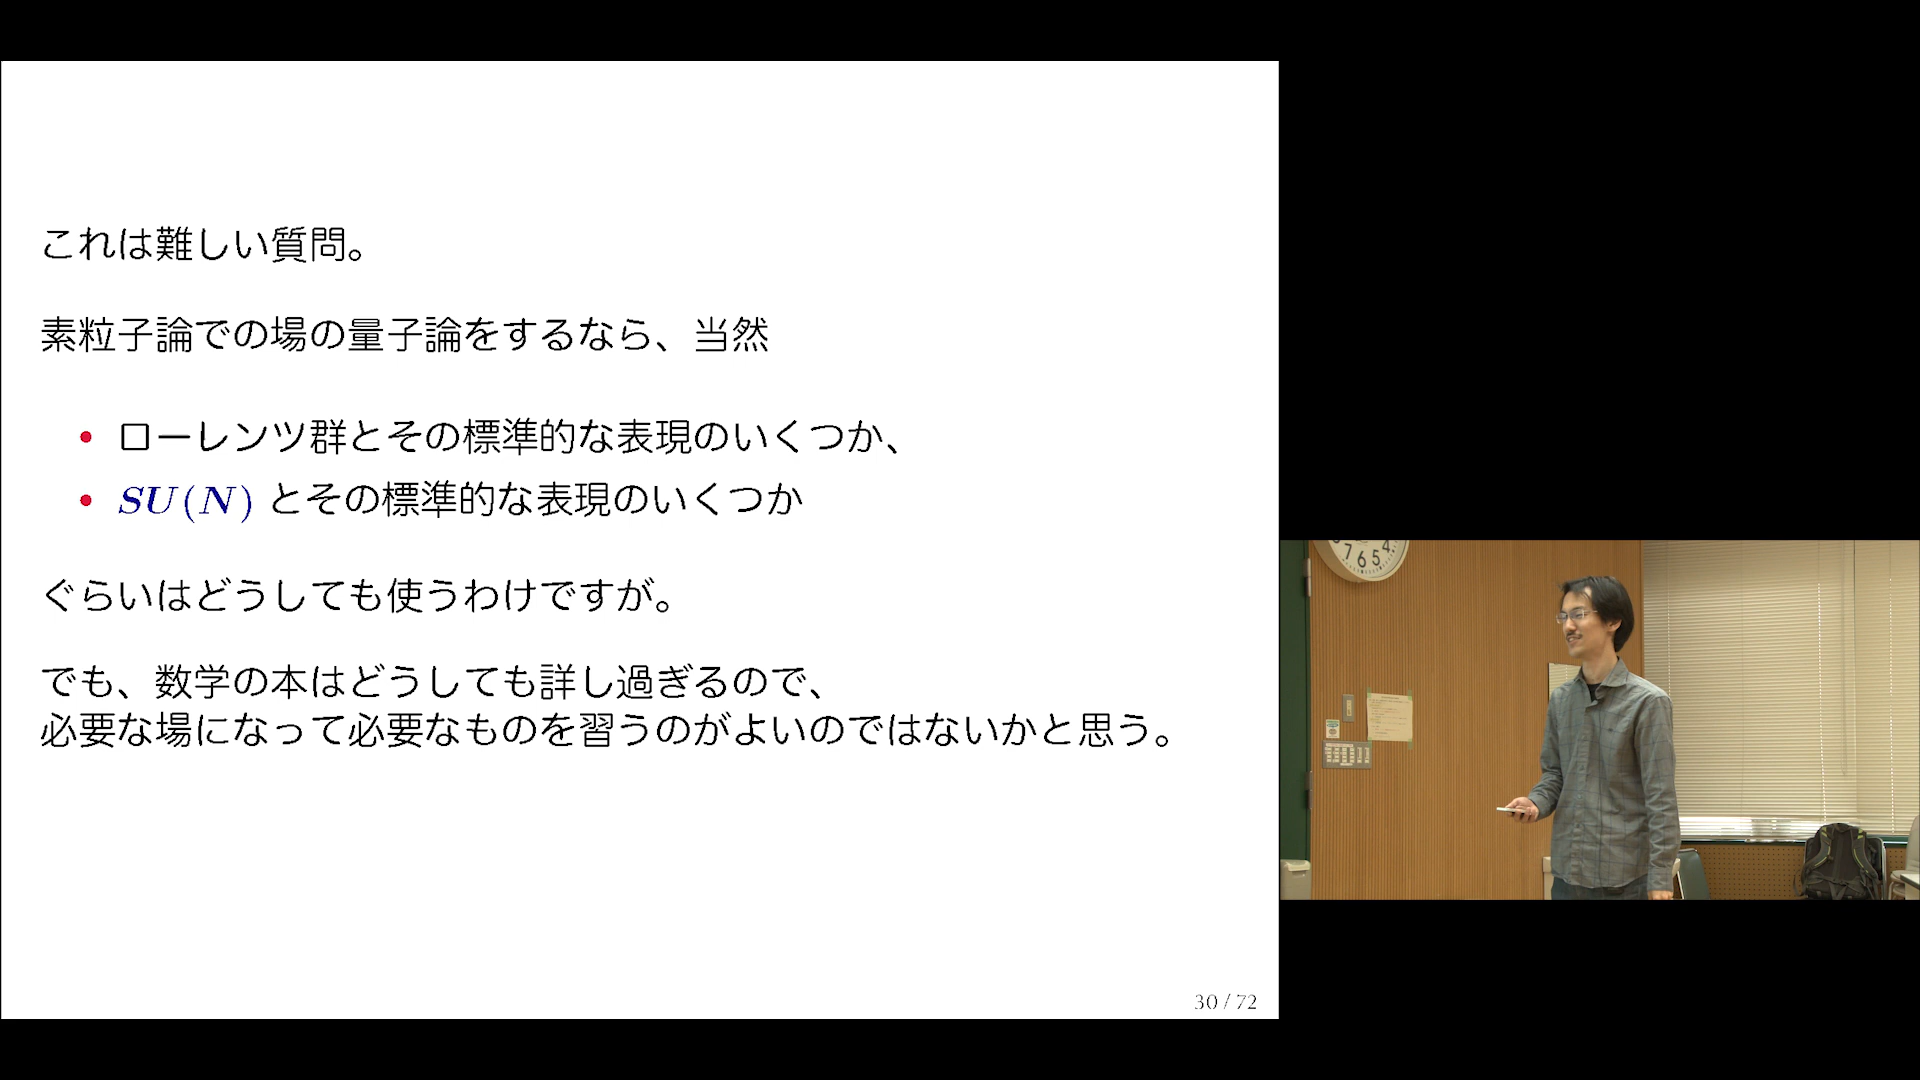 これは難しい質問。
素粒子論での場の量子論をするなら、当然
• ローレンツ群とその標準的な表現のいくつか、
• SU(N) とその標準的な表現のいくつか
ぐらいはどうしても使うわけですが。
でも、数学の本はどうしても詳し過ぎるので、
必要な場になって必要なものを習うのがよいのではないかと思う。
30 / 72
7 6 5 4